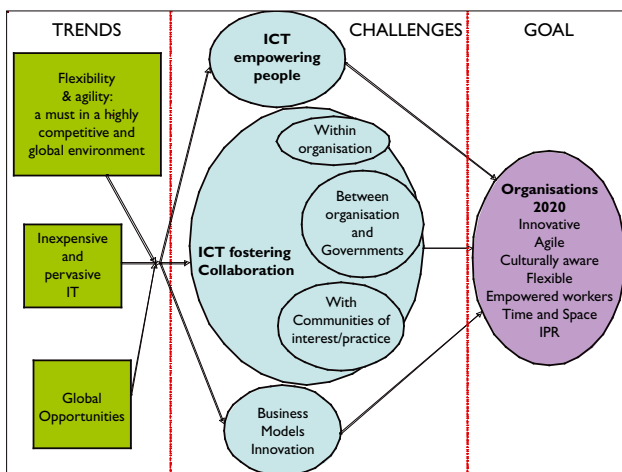 TRENDS
CHALLENGES
GOAL
Flexibility
& agility:
a must in a highly
competitive and
global environment
Inexpensive
and
pervasive
IT
Global
Opportunities
ICT
empowering
people
ICT fostering
Collaboration
Within
organisation
Between
organisation
and
Governments
With
Communities of
interest/practice
Business
Models
Innovation
Organisations
2020
Innovative
Agile
Culturally aware
Flexible
Empowered workers
Time and Space
IPR